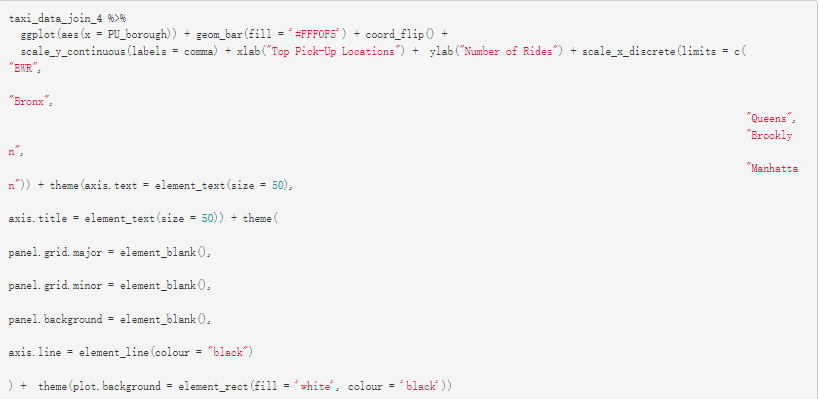 taxi_data_join_4 %>%
ggplot(aes(x = PU_borough)) + geom_bar(fill = '#FFF0F5') + coord_flip() +
scale_y_continuous(labels = comma) + xlab("Top Pick-Up Locations") + ylab("Number of Rides") + scale_x_discrete(limits = c(
"EWR",
"Bronx",
"Queens",
"Brookly
n",
"Manhatta
n")) + theme(axis.text = element_text(size = 50),
axis.title = element_text(size = 50)) + theme(
panel.grid.major = element_blank(),
panel.grid.minor = element_blank(),
panel.background = element_blank(),
axis.line = element_line(colour = "black")
) + theme(plot.background = element_rect(fill = 'white', colour = 'black'))